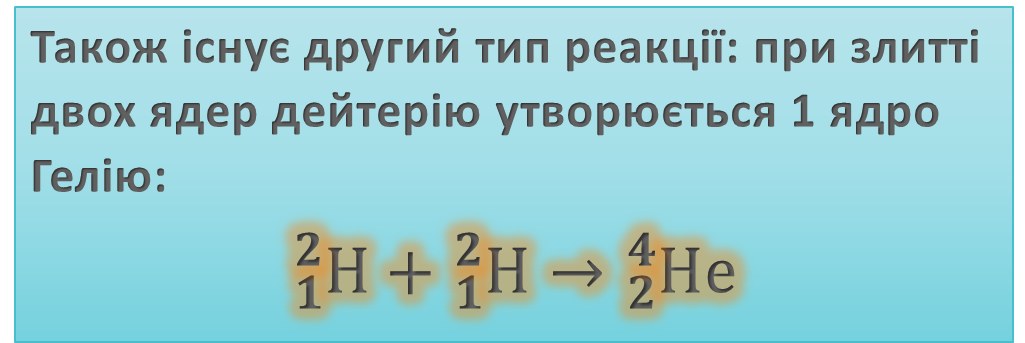 Також існує другий тип реакції: при злитті
двох ядер дейтерію утворюється 1 ядро
Гелію:
²₁H + ²₁H → ⁴₂He